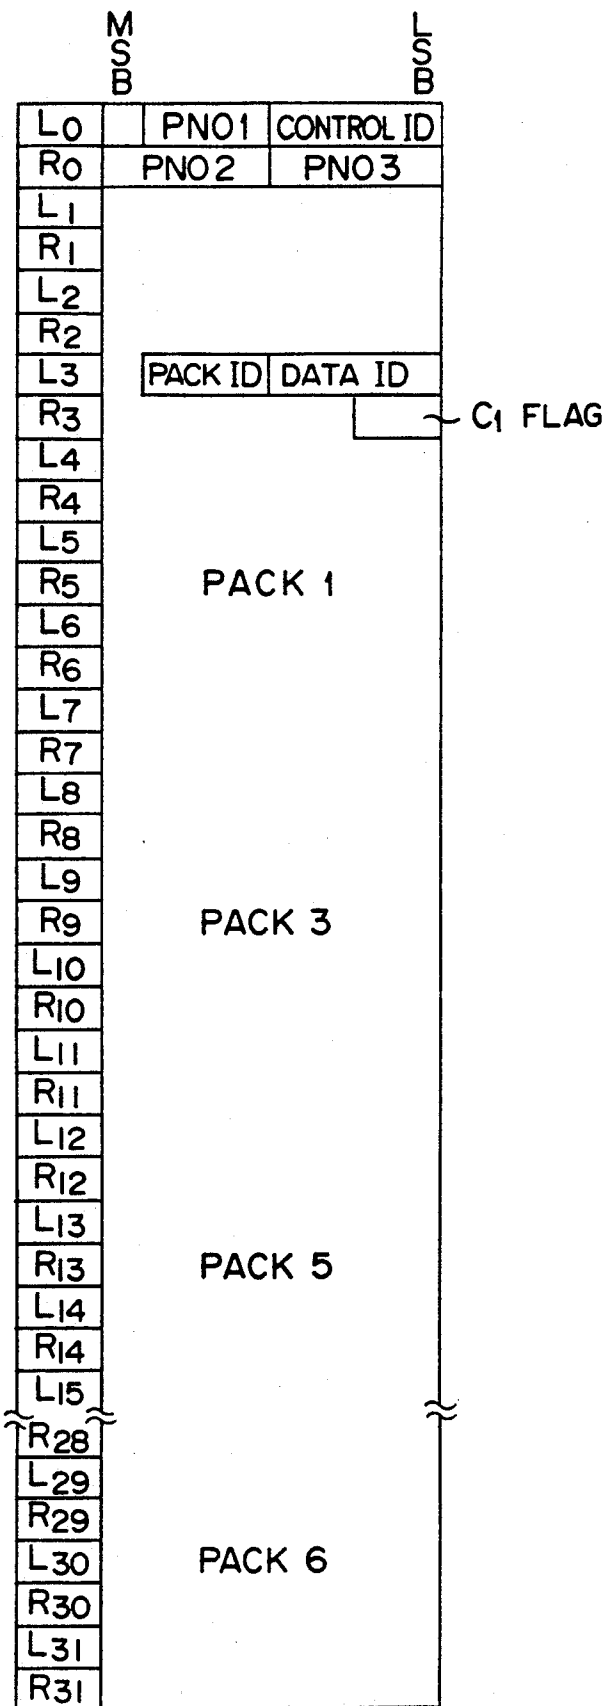 MSB LSB
L0 PNO1 CONTROL ID
R0 PNO2 PNO3
L1
R1
L2
R2
L3 PACK ID DATA ID
R3 C1 FLAG
L4
R4
L5
R5 PACK 1
L6
R6
L7
R7
L8
R8
L9
R9 PACK 3
L10
R10
L11
R11
L12
R12
L13
R13 PACK 5
L14
R14
L15
R28
L29
R29
L30 PACK 6
R30
L31
R31